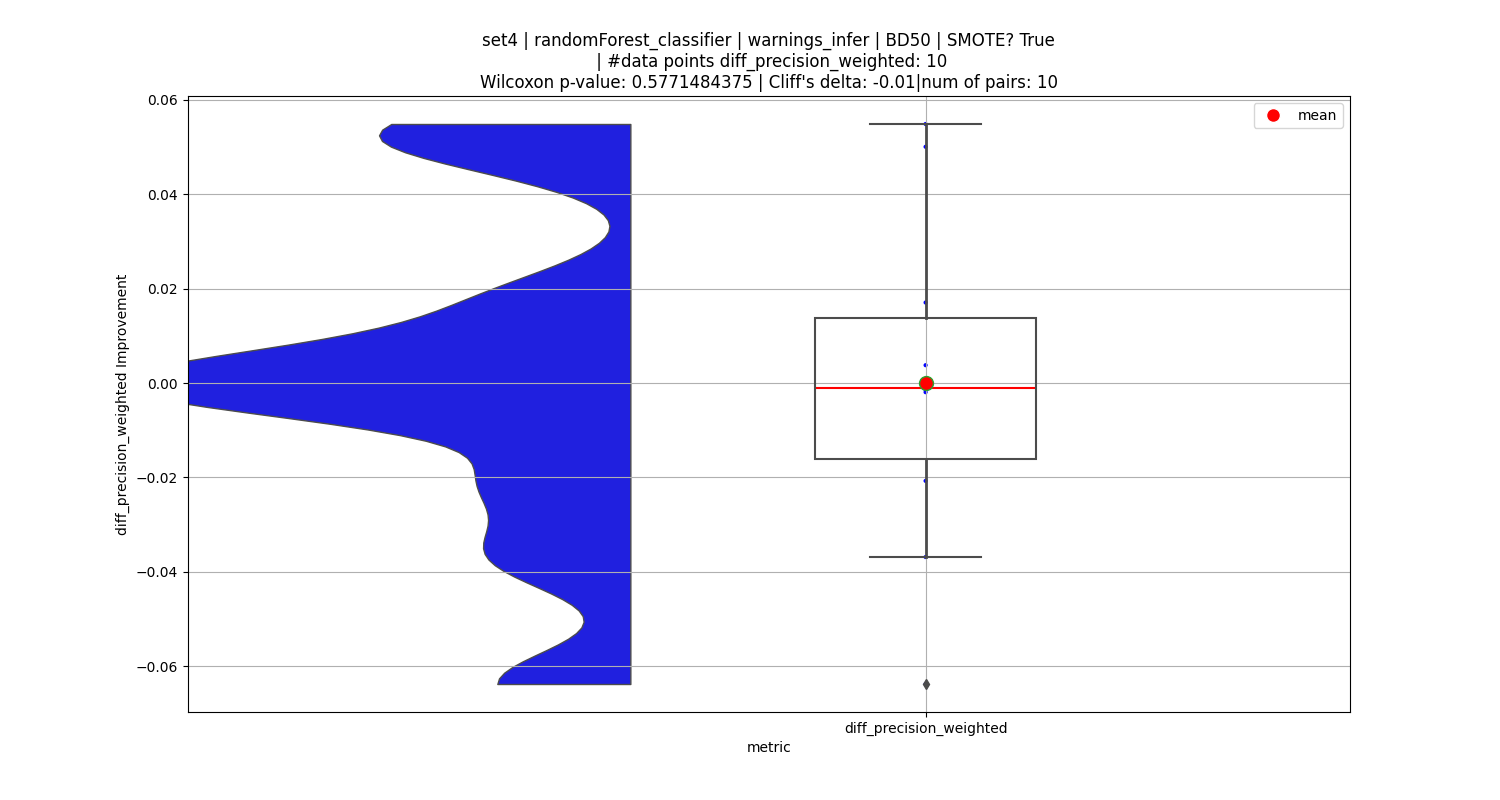 set4 | randomForest_classifier | warnings_infer | BD50 | SMOTE? True
| #data points diff_precision_weighted: 10
Wilcoxon p-value: 0.5771484375 | Cliff's delta: -0.01|num of pairs: 10
0.06
0.04
0.02
0.00
−0.02
−0.04
−0.06
diff_precision_weighted Improvement
mean
diff_precision_weighted
metric